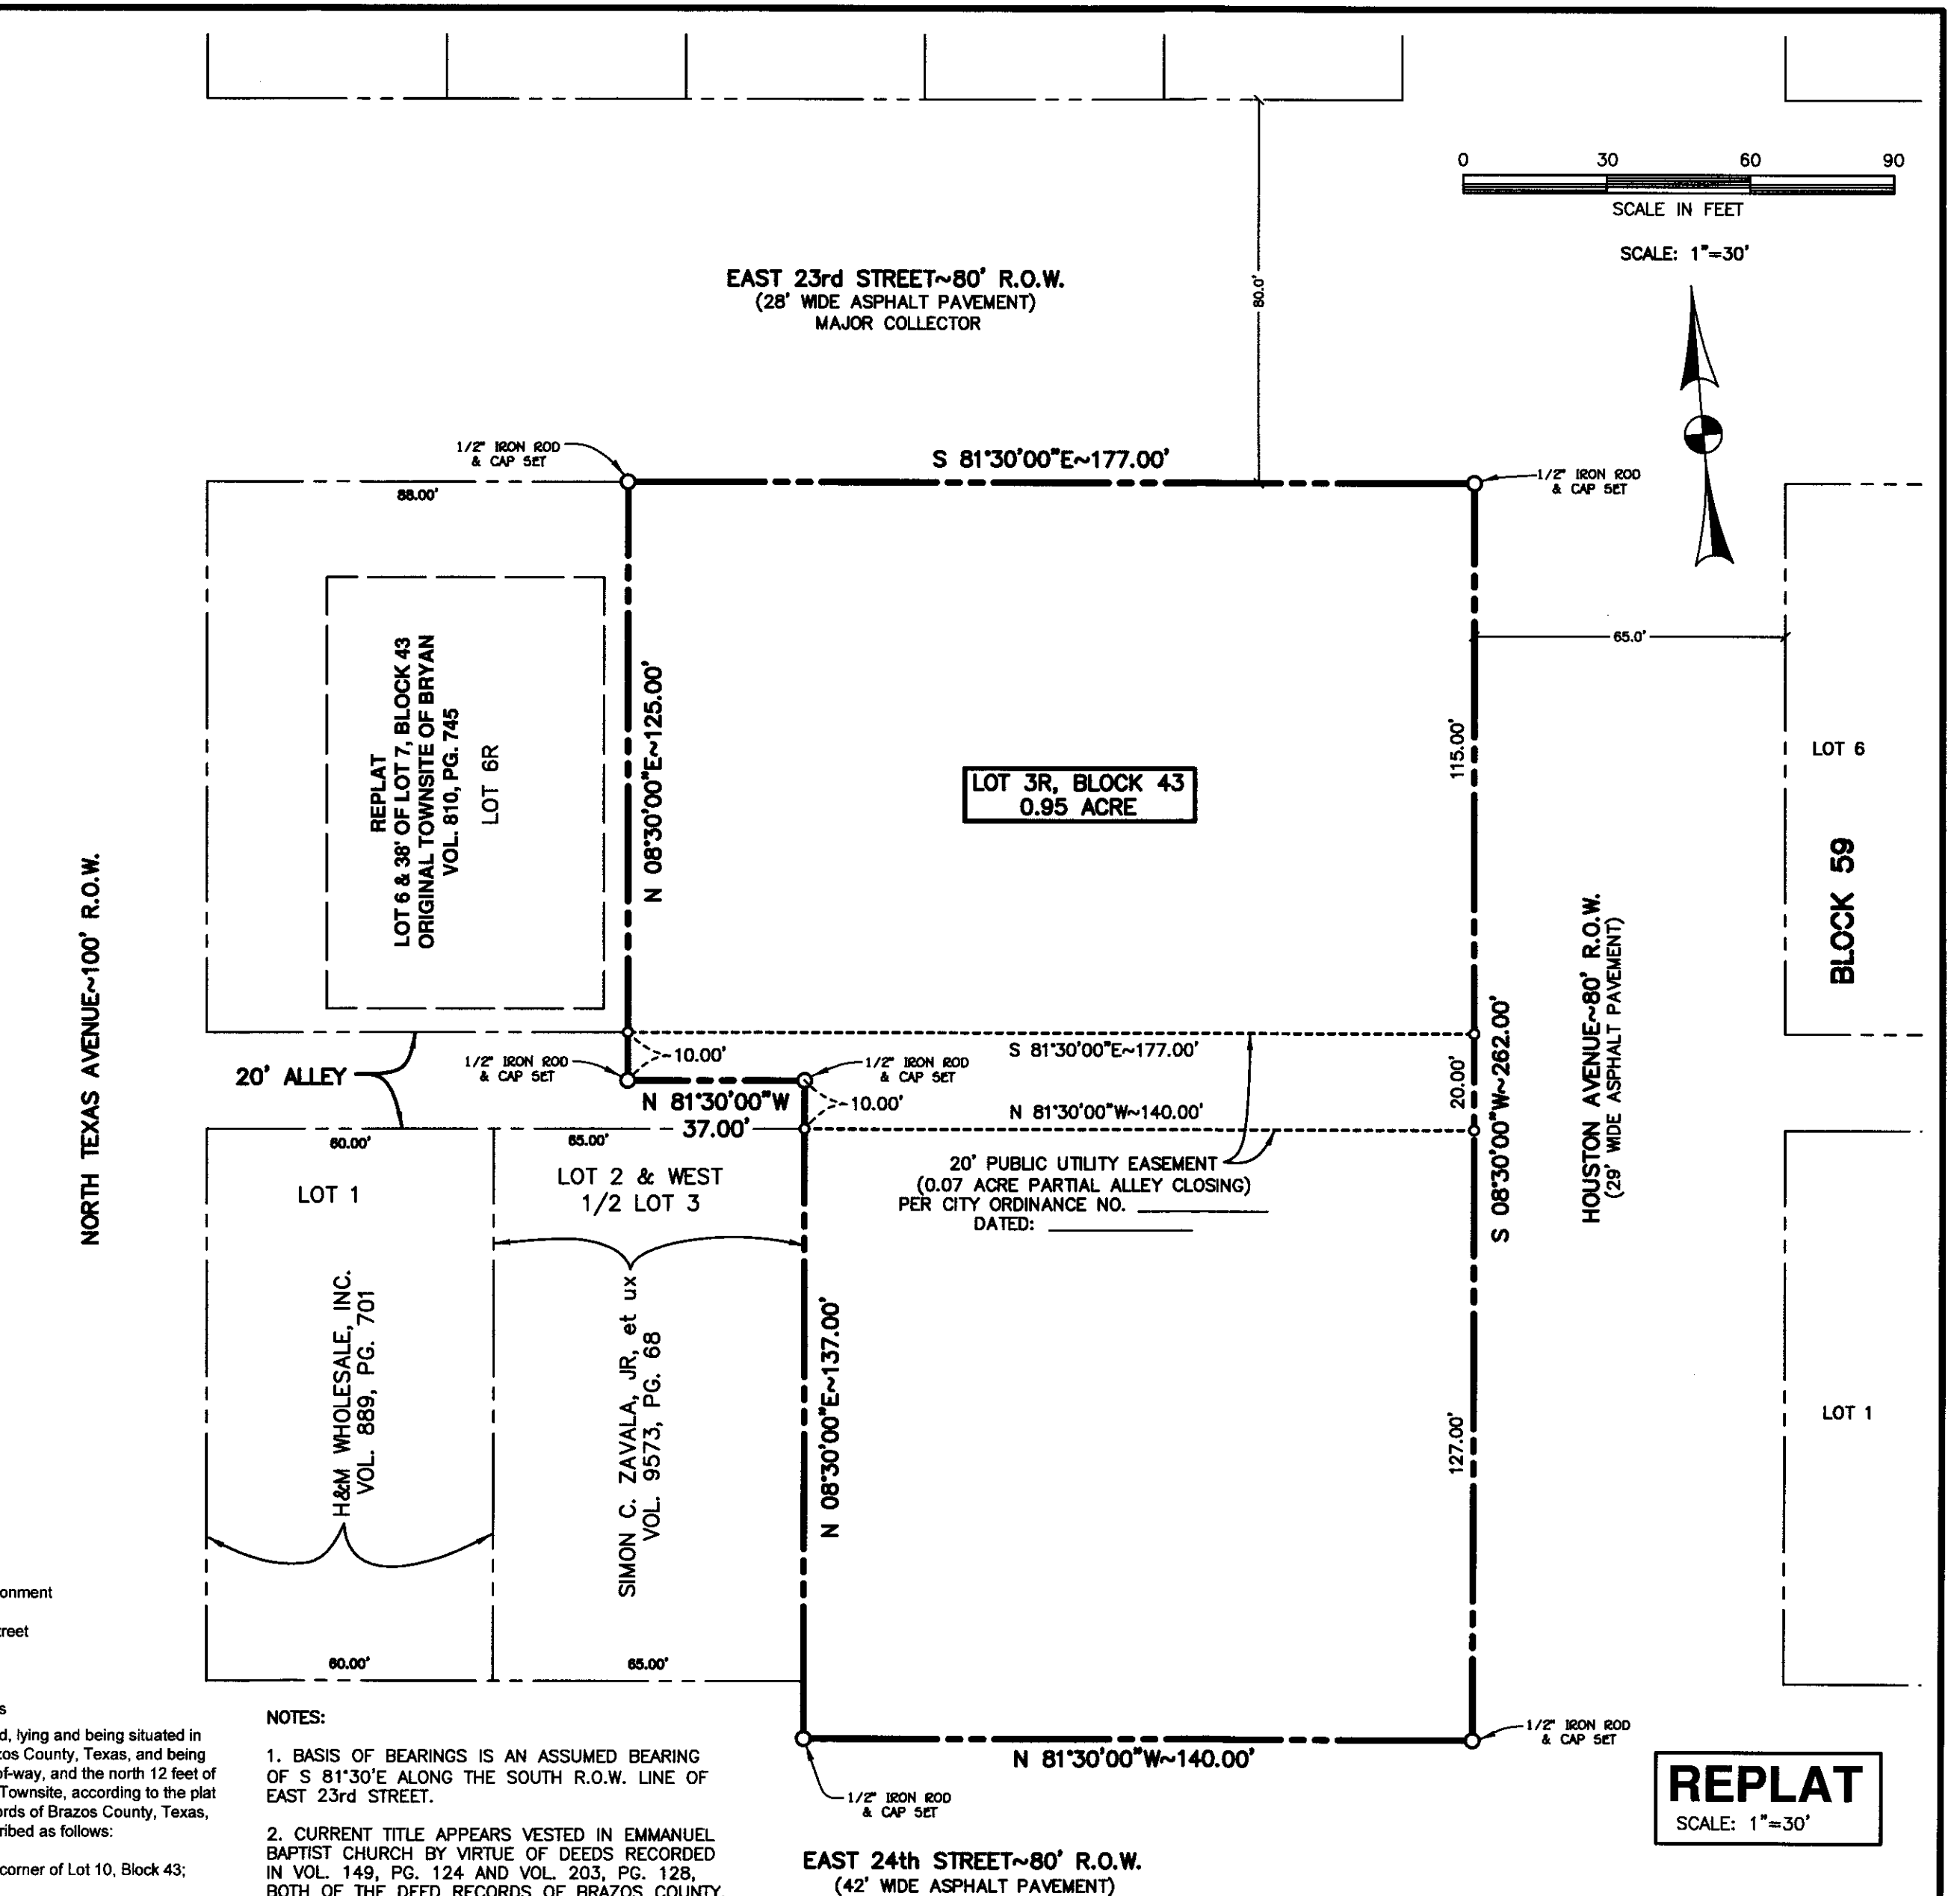 0 30 60 90
SCALE IN FEET
SCALE: 1"=30'
EAST 23rd STREET~80' R.O.W.
(28' WIDE ASPHALT PAVEMENT)
MAJOR COLLECTOR
80.0'
1/2" IRON ROD
& CAP SET
S 81°30'00"E~177.00'
1/2" IRON ROD
& CAP SET
88.00'
65.0'
REPLAT
LOT 6 & 38' OF LOT 7, BLOCK 43
ORIGINAL TOWNSITE OF BRYAN
VOL. 810, PG. 745
LOT 6R
N 08°30'00"E~125.00'
LOT 3R, BLOCK 43
0.95 ACRE
115.00'
LOT 6
BLOCK 59
NORTH TEXAS AVENUE~100' R.O.W.
HOUSTON AVENUE~80' R.O.W.
(29' WIDE ASPHALT PAVEMENT)
S 08°30'00"W~262.00'
20' ALLEY
1/2" IRON ROD
& CAP SET
10.00'
1/2" IRON ROD
& CAP SET
S 81°30'00"E~177.00'
20.00'
N 81°30'00"W
37.00'
10.00'
N 81°30'00"W~140.00'
60.00'
65.00'
LOT 1
LOT 2 & WEST
1/2 LOT 3
20' PUBLIC UTILITY EASEMENT
(0.07 ACRE PARTIAL ALLEY CLOSING)
PER CITY ORDINANCE NO.
DATED:
H&M WHOLESALE, INC.
VOL. 889, PG. 701
SIMON C. ZAVALA, JR, et ux
VOL. 9573, PG. 68
N 08°30'00"E~137.00'
127.00'
LOT 1
60.00'
65.00'
onment
reet
s
d, lying and being situated in
zos County, Texas, and being
of-way, and the north 12 feet of
Townsite, according to the plat
ords of Brazos County, Texas,
ribed as follows:
corner of Lot 10, Block 43;
NOTES:
1. BASIS OF BEARINGS IS AN ASSUMED BEARING
OF S 81°30'E ALONG THE SOUTH R.O.W. LINE OF
EAST 23rd STREET.
2. CURRENT TITLE APPEARS VESTED IN EMMANUEL
BAPTIST CHURCH BY VIRTUE OF DEEDS RECORDED
IN VOL. 149, PG. 124 AND VOL. 203, PG. 128,
BOTH OF THE DEED RECORDS OF BRAZOS COUNTY,
N 81°30'00"W~140.00'
1/2" IRON ROD
& CAP SET
1/2" IRON ROD
& CAP SET
EAST 24th STREET~80' R.O.W.
(42' WIDE ASPHALT PAVEMENT)
REPLAT
SCALE: 1"=30'